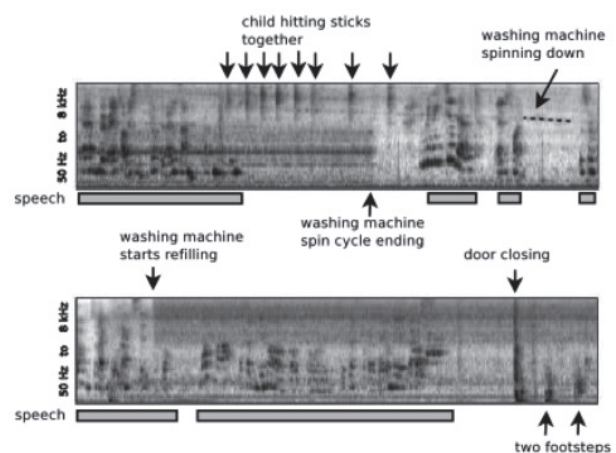 child hitting sticks
together
washing machine
spinning down
50 Hz to 8 kHz
speech
washing machine
spin cycle ending
washing machine
starts refilling
door closing
50 Hz to 8 kHz
speech
two footsteps